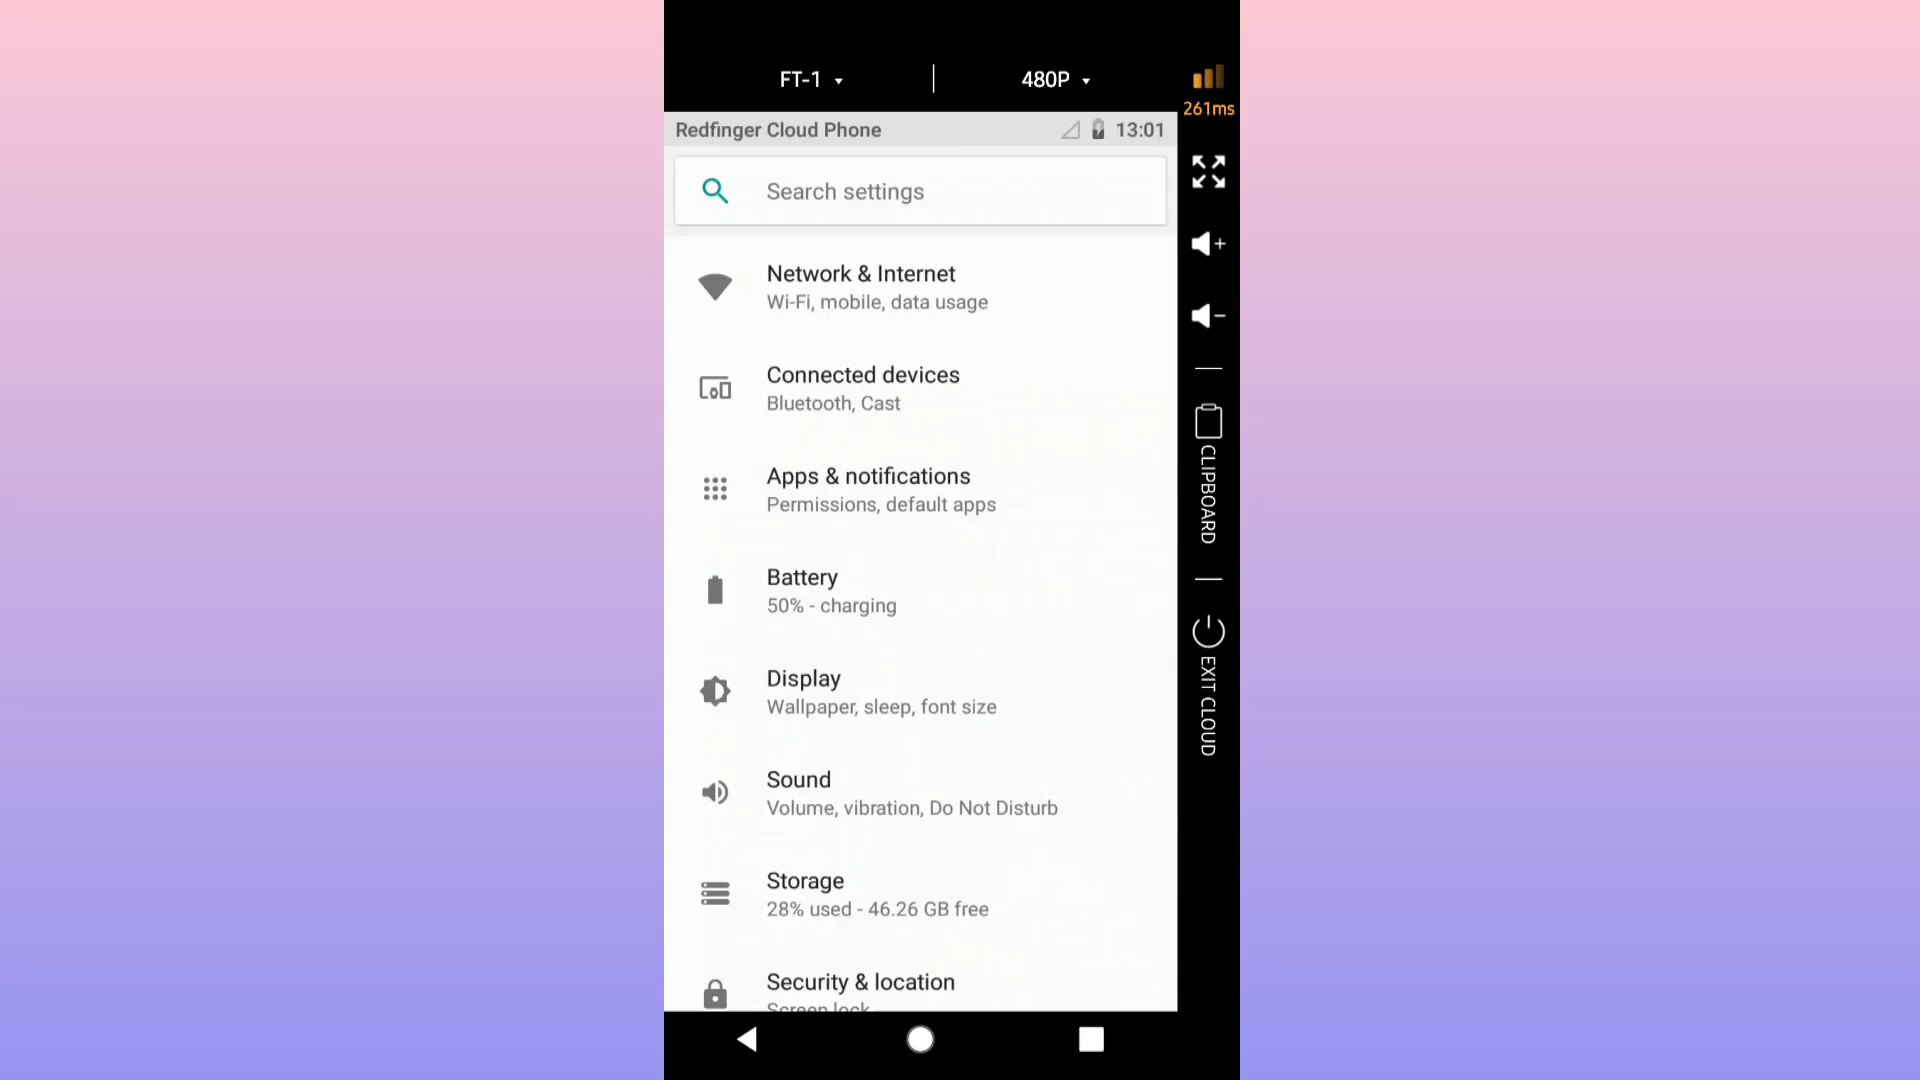 FT-1
480P
261ms
Redfinger Cloud Phone
13:01
Search settings
Network & Internet
Wi-Fi, mobile, data usage
Connected devices
Bluetooth, Cast
Apps & notifications
Permissions, default apps
Battery
50% - charging
Display
Wallpaper, sleep, font size
Sound
Volume, vibration, Do Not Disturb
Storage
28% used - 46.26 GB free
Security & location
Screen lock
CLIPBOARD
EXIT CLOUD